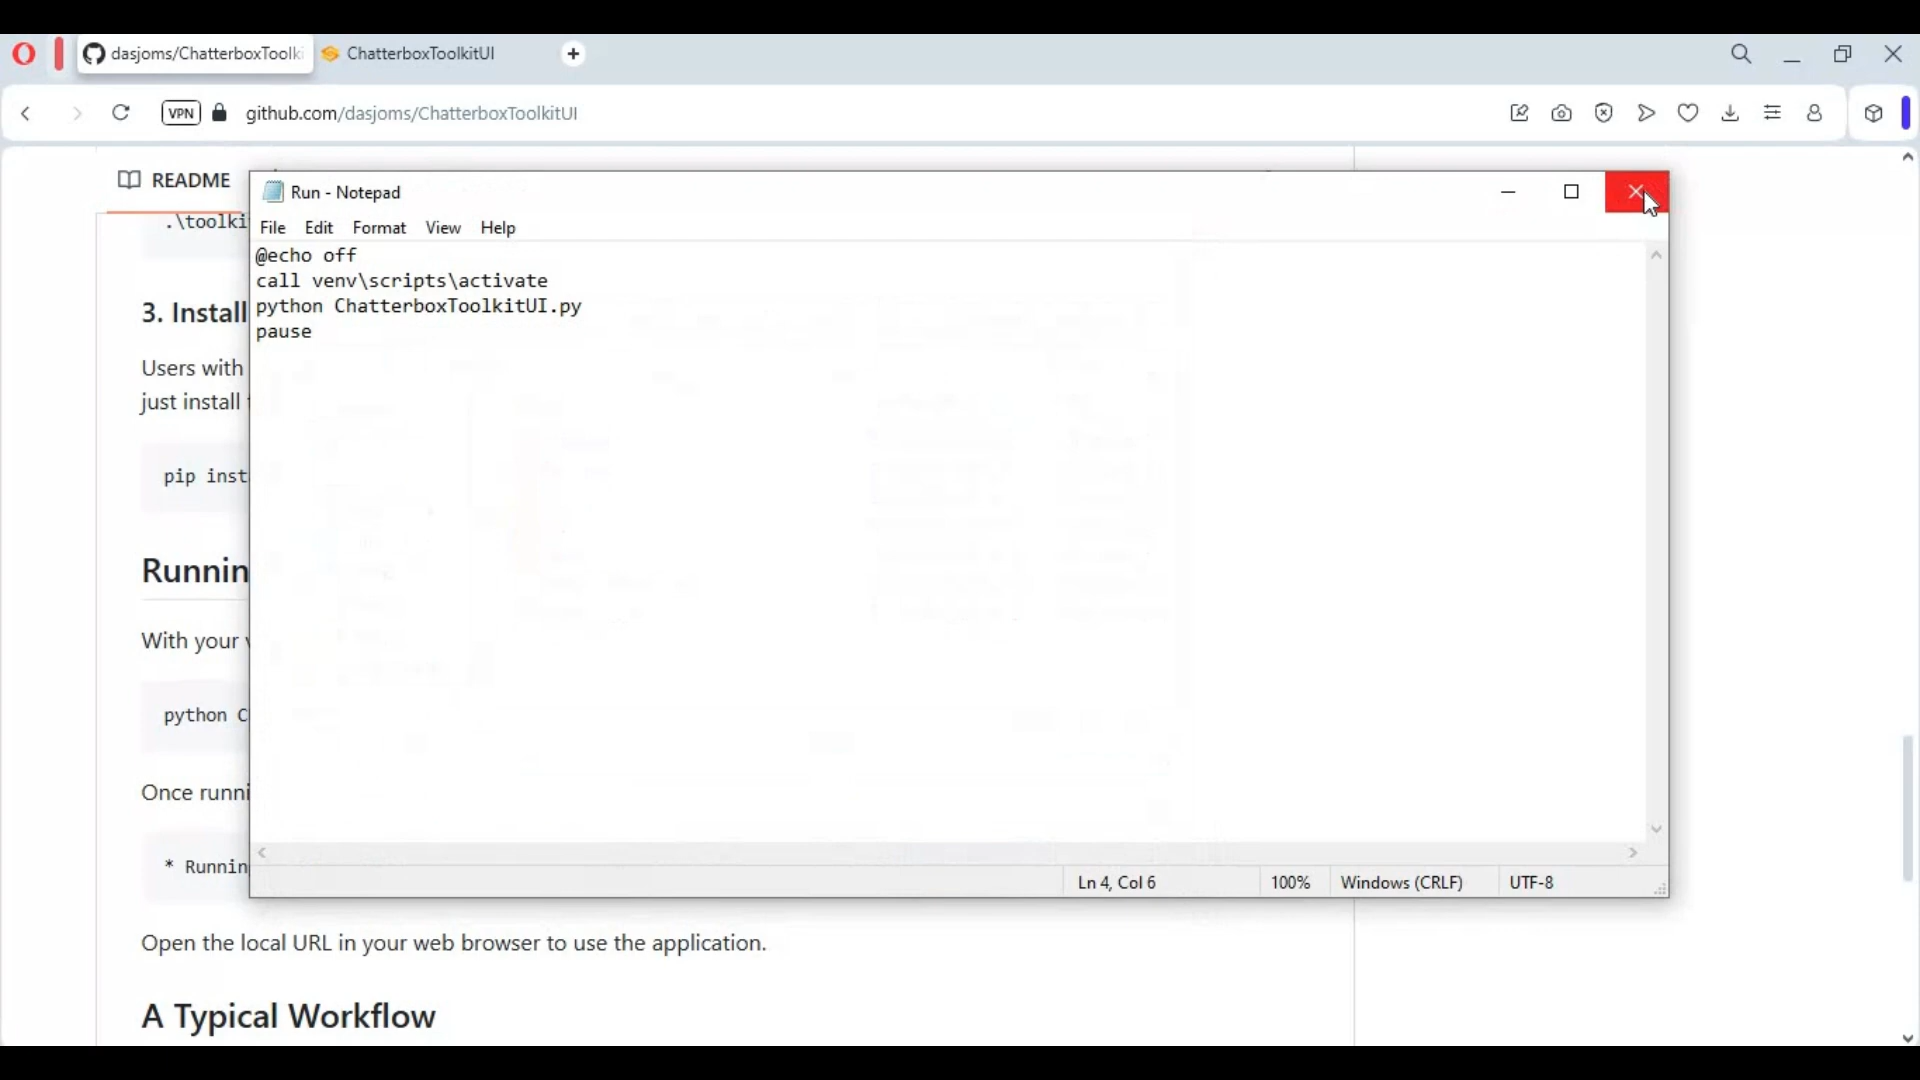 dasjoms/ChatterboxToolki
ChatterboxToolkitUI
VPN
github.com/dasjoms/ChatterboxToolkitUI
README
Run - Notepad
File Edit Format View Help
@echo off
call venv\scripts\activate
python ChatterboxToolkitUI.py
pause
.\toolki
3. Install
Users with
just install
pip inst
Runnin
With your
python C
Once runni
* Running
Ln 4, Col 6
100%
Windows (CRLF)
UTF-8
Open the local URL in your web browser to use the application.
A Typical Workflow